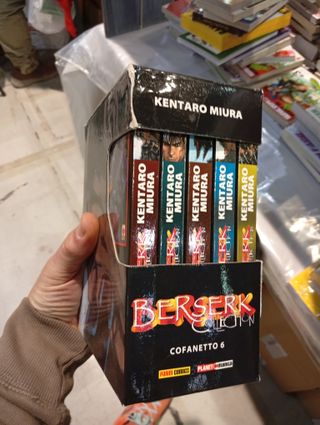 KENTARO MIURA
KENTARO
MIURA
KENTARO
MIURA
KENTARO
MIURA
KENTARO
MIURA
KENTARO
MIURA
BERSERK
COLLECTION
COFANETTO 6
PANINI COMICS
PLANET MANGA